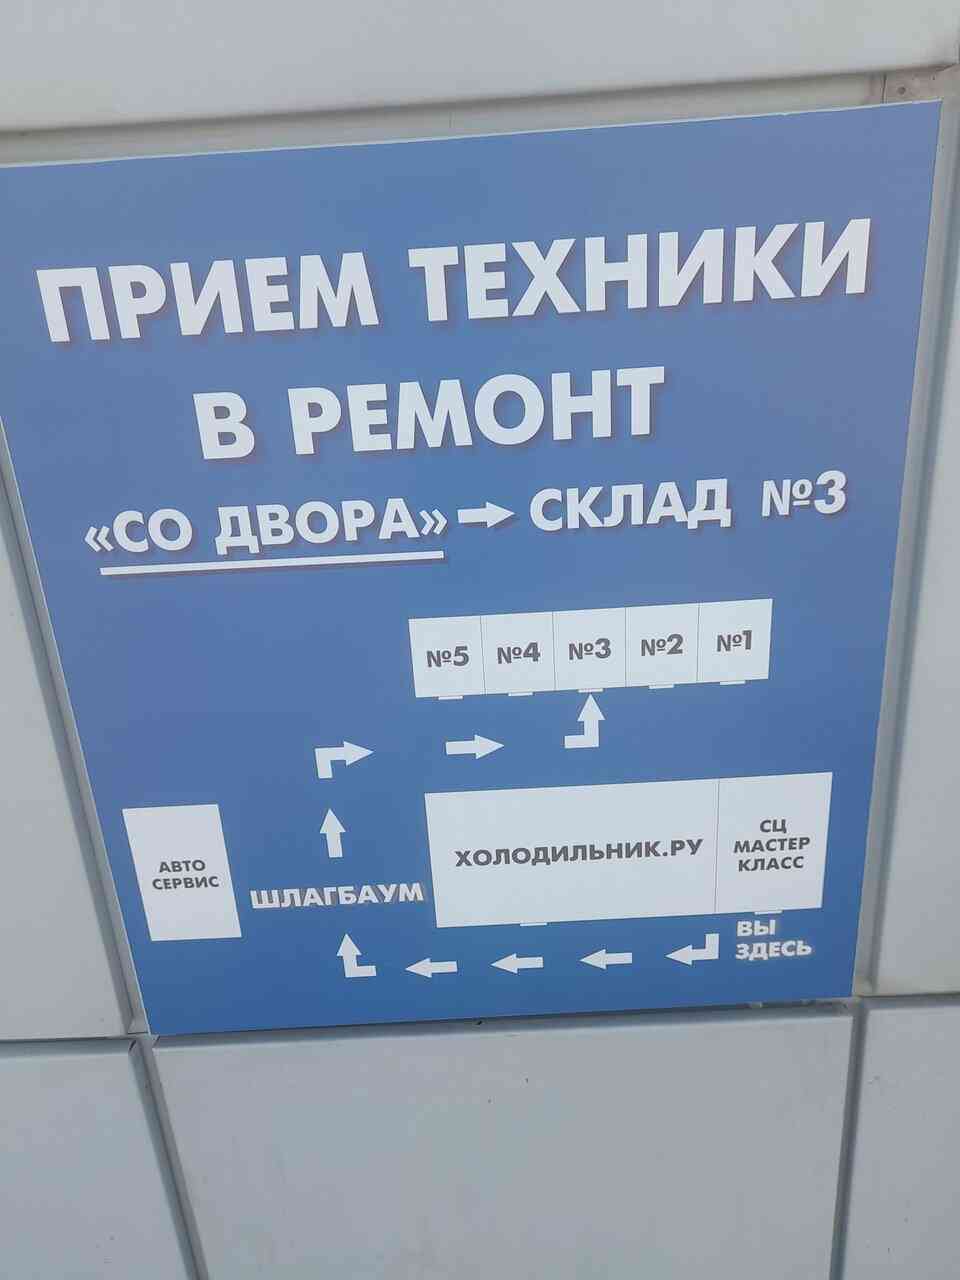 ПРИЕМ ТЕХНИКИ
В РЕМОНТ
«СО ДВОРА» → СКЛАД №3
№5 №4 №3 №2 №1
АВТО
СЕРВИС
ШЛАГБАУМ
ХОЛОДИЛЬНИК.РУ
СЦ
МАСТЕР
КЛАСС
ВЫ
ЗДЕСЬ